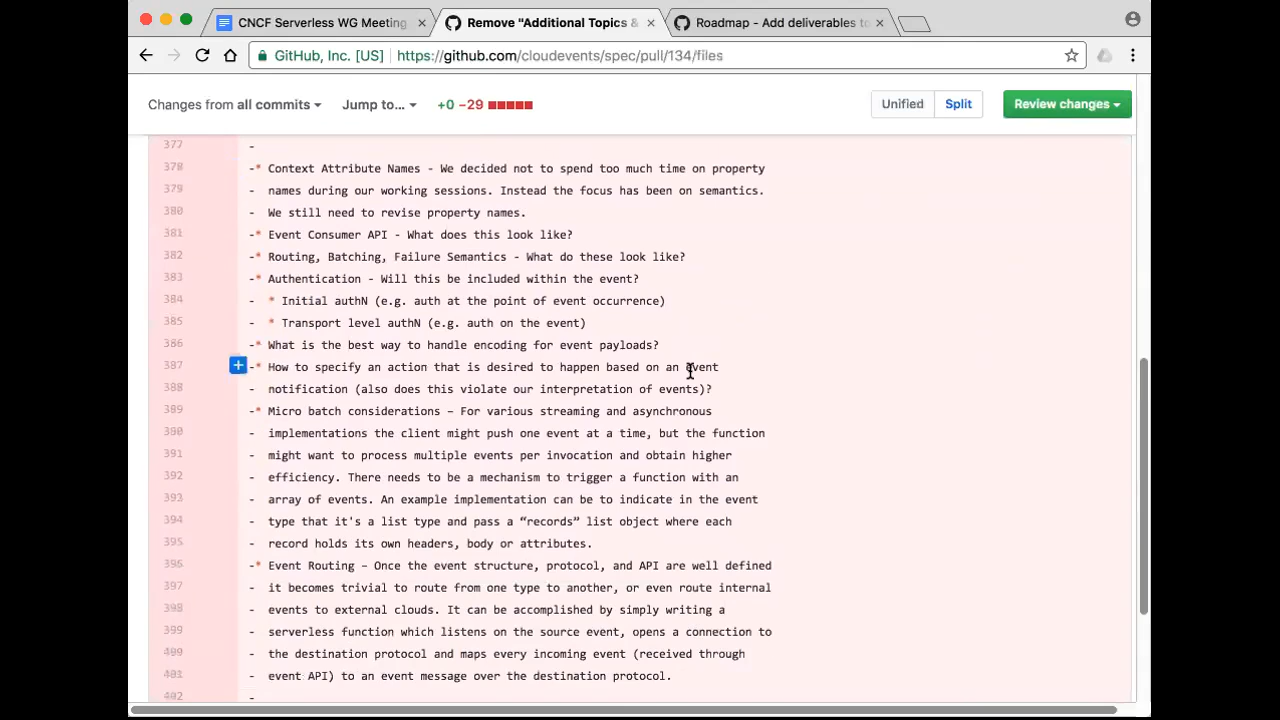 CNCF Serverless WG Meeting
Remove "Additional Topics &
Roadmap - Add deliverables to
GitHub, Inc. [US]
https://github.com/cloudevents/spec/pull/134/files
Changes from all commits
Jump to...
+0 −29
Unified
Split
Review changes
377 -
378 -* Context Attribute Names - We decided not to spend too much time on property
379 - names during our working sessions. Instead the focus has been on semantics.
380 - We still need to revise property names.
381 -* Event Consumer API - What does this look like?
382 -* Routing, Batching, Failure Semantics - What do these look like?
383 -* Authentication - Will this be included within the event?
384 - * Initial authN (e.g. auth at the point of event occurrence)
385 - * Transport level authN (e.g. auth on the event)
386 -* What is the best way to handle encoding for event payloads?
387 + -* How to specify an action that is desired to happen based on an event
388 - notification (also does this violate our interpretation of events)?
389 -* Micro batch considerations – For various streaming and asynchronous
390 - implementations the client might push one event at a time, but the function
391 - might want to process multiple events per invocation and obtain higher
392 - efficiency. There needs to be a mechanism to trigger a function with an
393 - array of events. An example implementation can be to indicate in the event
394 - type that it's a list type and pass a “records” list object where each
395 - record holds its own headers, body or attributes.
396 -* Event Routing – Once the event structure, protocol, and API are well defined
397 - it becomes trivial to route from one type to another, or even route internal
398 - events to external clouds. It can be accomplished by simply writing a
399 - serverless function which listens on the source event, opens a connection to
400 - the destination protocol and maps every incoming event (received through
401 - event API) to an event message over the destination protocol.
402 -